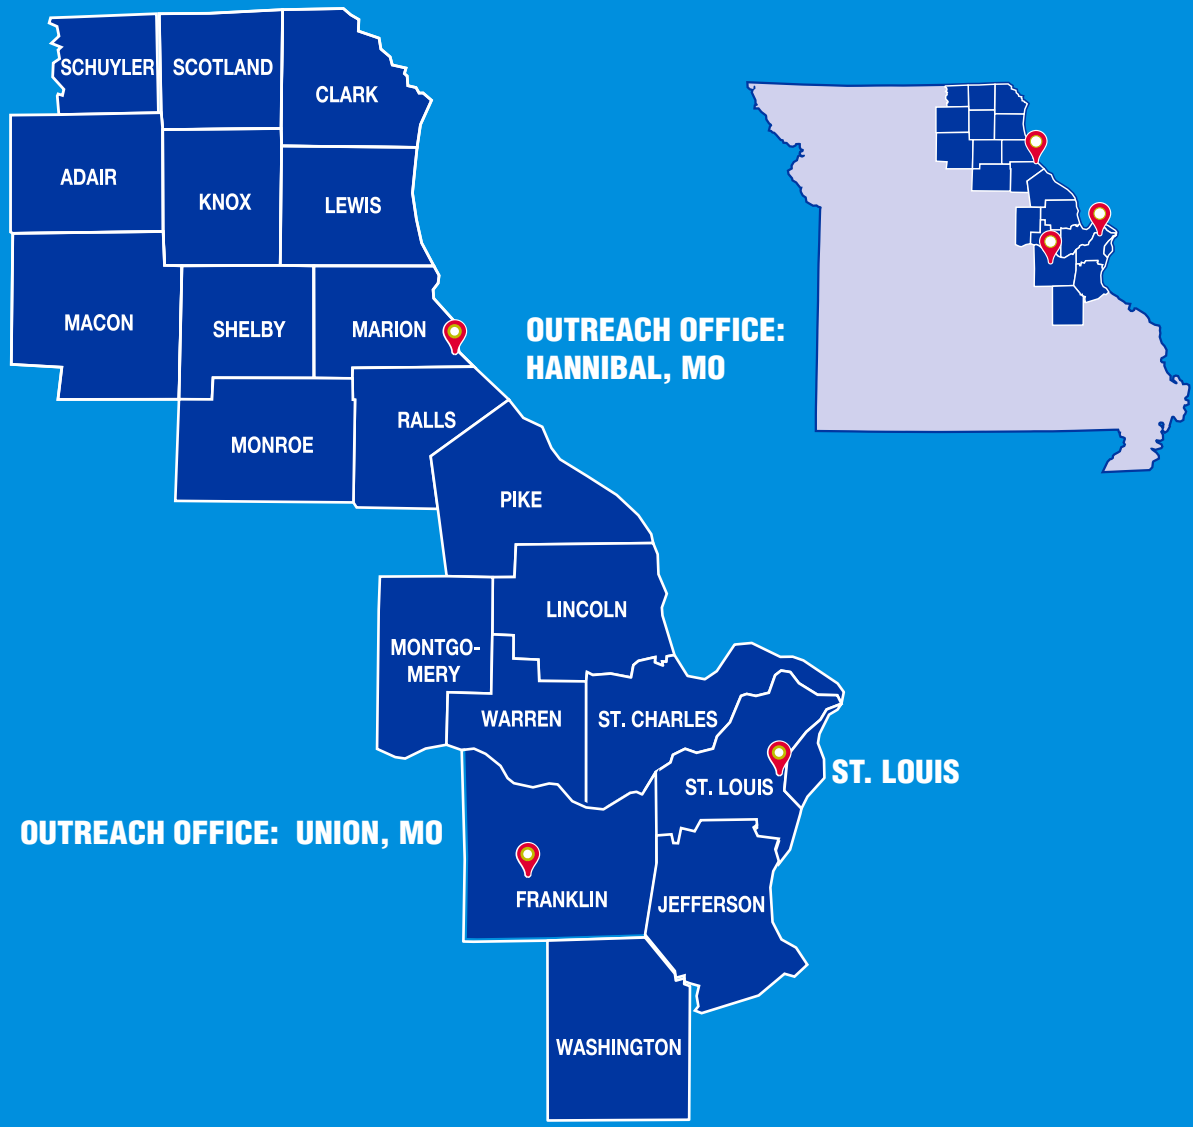 SCHUYLER
SCOTLAND
CLARK
ADAIR
KNOX
LEWIS
MACON
SHELBY
MARION
OUTREACH OFFICE:
HANNIBAL, MO
MONROE
RALLS
PIKE
LINCOLN
MONTGO-
MERY
WARREN
ST. CHARLES
ST. LOUIS
ST. LOUIS
OUTREACH OFFICE: UNION, MO
FRANKLIN
JEFFERSON
WASHINGTON